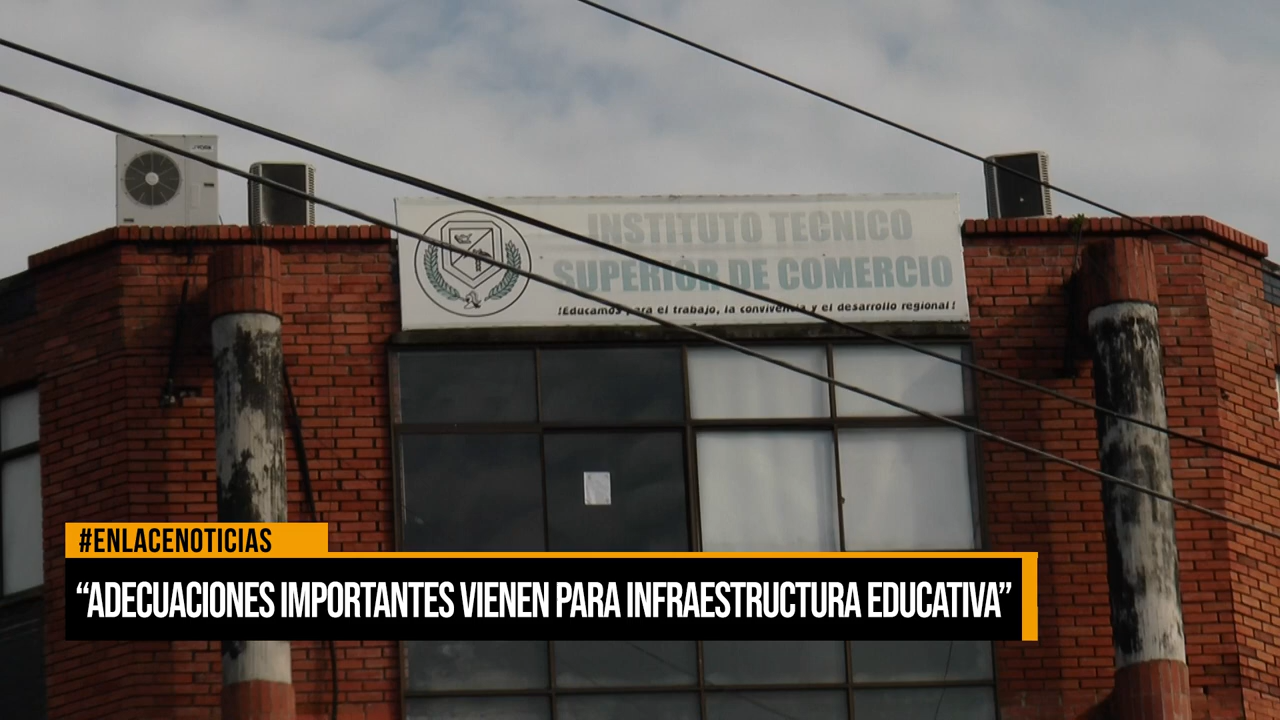 INSTITUTO TECNICO
SUPERIOR DE COMERCIO
!Educamos para el trabajo, la convivencia y el desarrollo regional!
#ENLACENOTICIAS
“ADECUACIONES IMPORTANTES VIENEN PARA INFRAESTRUCTURA EDUCATIVA”